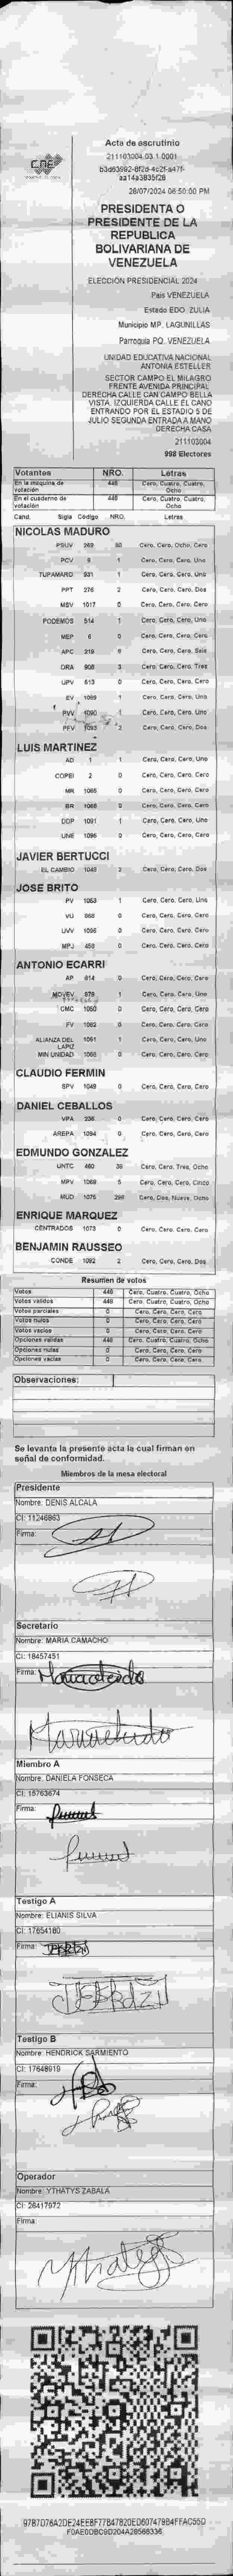 CNE
Acta de escrutinio
211103004.03.1.0001
28/07/2024 06:50:00 PM
PRESIDENTA O
PRESIDENTE DE LA
REPUBLICA
BOLIVARIANA DE
VENEZUELA
ELECCIÓN PRESIDENCIAL 2024
Pais VENEZUELA
Estado EDO. ZULIA
Municipio MP. LAGUNILLAS
Parroquia PQ. VENEZUELA
UNIDAD EDUCATIVA NACIONAL
ANTONIA ESTELLER
SECTOR CAMPO EL MILAGRO
FRENTE AVENIDA PRINCIPAL
DERECHA CALLE CAN CAMPO BELLA
VISTA. IZQUIERDA CALLE EL CANO
ENTRANDO POR EL ESTADIO 5 DE
JULIO SEGUNDA ENTRADA A MANO
DERECHA CASA
211103004
998 Electores
Votantes NRO. Letras
En la maquina de votación 448 Cero, Cuatro, Cuatro, Ocho
En el cuaderno de votación 448 Cero, Cuatro, Cuatro, Ocho
Cand. Sigla Código NRO. Letras
NICOLAS MADURO
PSUV 269 80 Cero, Cero, Ocho, Cero
PCV 8 1 Cero, Cero, Cero, Uno
TUPAMARO 931 1 Cero, Cero, Cero, Uno
PPT 276 2 Cero, Cero, Cero, Dos
MSV 1017 0 Cero, Cero, Cero, Cero
PODEMOS 514 1 Cero, Cero, Cero, Uno
MEP 6 0 Cero, Cero, Cero, Cero
APC 219 6 Cero, Cero, Cero, Seis
ORA 908 3 Cero, Cero, Cero, Tres
UPV 613 0 Cero, Cero, Cero, Cero
EV 1089 1 Cero, Cero, Cero, Uno
PVV 1090 1 Cero, Cero, Cero, Uno
PFV 1093 2 Cero, Cero, Cero, Dos
LUIS MARTINEZ
AD 1 1 Cero, Cero, Cero, Uno
COPEI 2 0 Cero, Cero, Cero, Cero
MR 1065 0 Cero, Cero, Cero, Cero
BR 1068 0 Cero, Cero, Cero, Cero
DDP 1091 1 Cero, Cero, Cero, Uno
UNE 1096 0 Cero, Cero, Cero, Cero
JAVIER BERTUCCI
EL CAMBIO 1048 2 Cero, Cero, Cero, Dos
JOSE BRITO
PV 1053 1 Cero, Cero, Cero, Uno
VU 868 0 Cero, Cero, Cero, Cero
UVV 1095 0 Cero, Cero, Cero, Cero
MPJ 458 0 Cero, Cero, Cero, Cero
ANTONIO ECARRI
AP 814 0 Cero, Cero, Cero, Cero
MOVEV 878 1 Cero, Cero, Cero, Uno
CMC 1050 0 Cero, Cero, Cero, Cero
FV 1082 0 Cero, Cero, Cero, Cero
ALIANZA DEL LAPIZ 1061 1 Cero, Cero, Cero, Uno
MIN UNIDAD 1068 0 Cero, Cero, Cero, Cero
CLAUDIO FERMIN
SPV 1049 0 Cero, Cero, Cero, Cero
DANIEL CEBALLOS
VPA 236 0 Cero, Cero, Cero, Cero
AREPA 1094 0 Cero, Cero, Cero, Cero
EDMUNDO GONZALEZ
UNTC 460 38 Cero, Cero, Tres, Ocho
MPV 1069 5 Cero, Cero, Cero, Cinco
MUD 1075 298 Cero, Dos, Nueve, Ocho
ENRIQUE MARQUEZ
CENTRADOS 1073 0 Cero, Cero, Cero, Cero
BENJAMIN RAUSSEO
CONDE 1092 2 Cero, Cero, Cero, Dos
Resumen de votos
Votos 448 Cero, Cuatro, Cuatro, Ocho
Votos validos 448 Cero, Cuatro, Cuatro, Ocho
Votos parciales 0 Cero, Cero, Cero, Cero
Votos nulos 0 Cero, Cero, Cero, Cero
Votos vacíos 0 Cero, Cero, Cero, Cero
Opciones validas 448 Cero, Cuatro, Cuatro, Ocho
Opciones nulas 0 Cero, Cero, Cero, Cero
Opciones vacías 0 Cero, Cero, Cero, Cero
Observaciones:
Se levanta la presente acta la cual firman en
señal de conformidad.
Miembros de la mesa electoral
Presidente
Nombre: DENIS ALCALA
CI: 11246863
Firma:
Secretario
Nombre: MARIA CAMACHO
CI: 18457451
Firma:
Miembro A
Nombre: DANIELA FONSECA
CI: 15763674
Firma:
Testigo A
Nombre: ELIANIS SILVA
CI: 17654160
Firma:
Testigo B
Nombre: HENDRICK SARMIENTO
CI: 17648919
Firma:
Operador
Nombre: YTHATYS ZABALA
CI: 26417972
Firma: